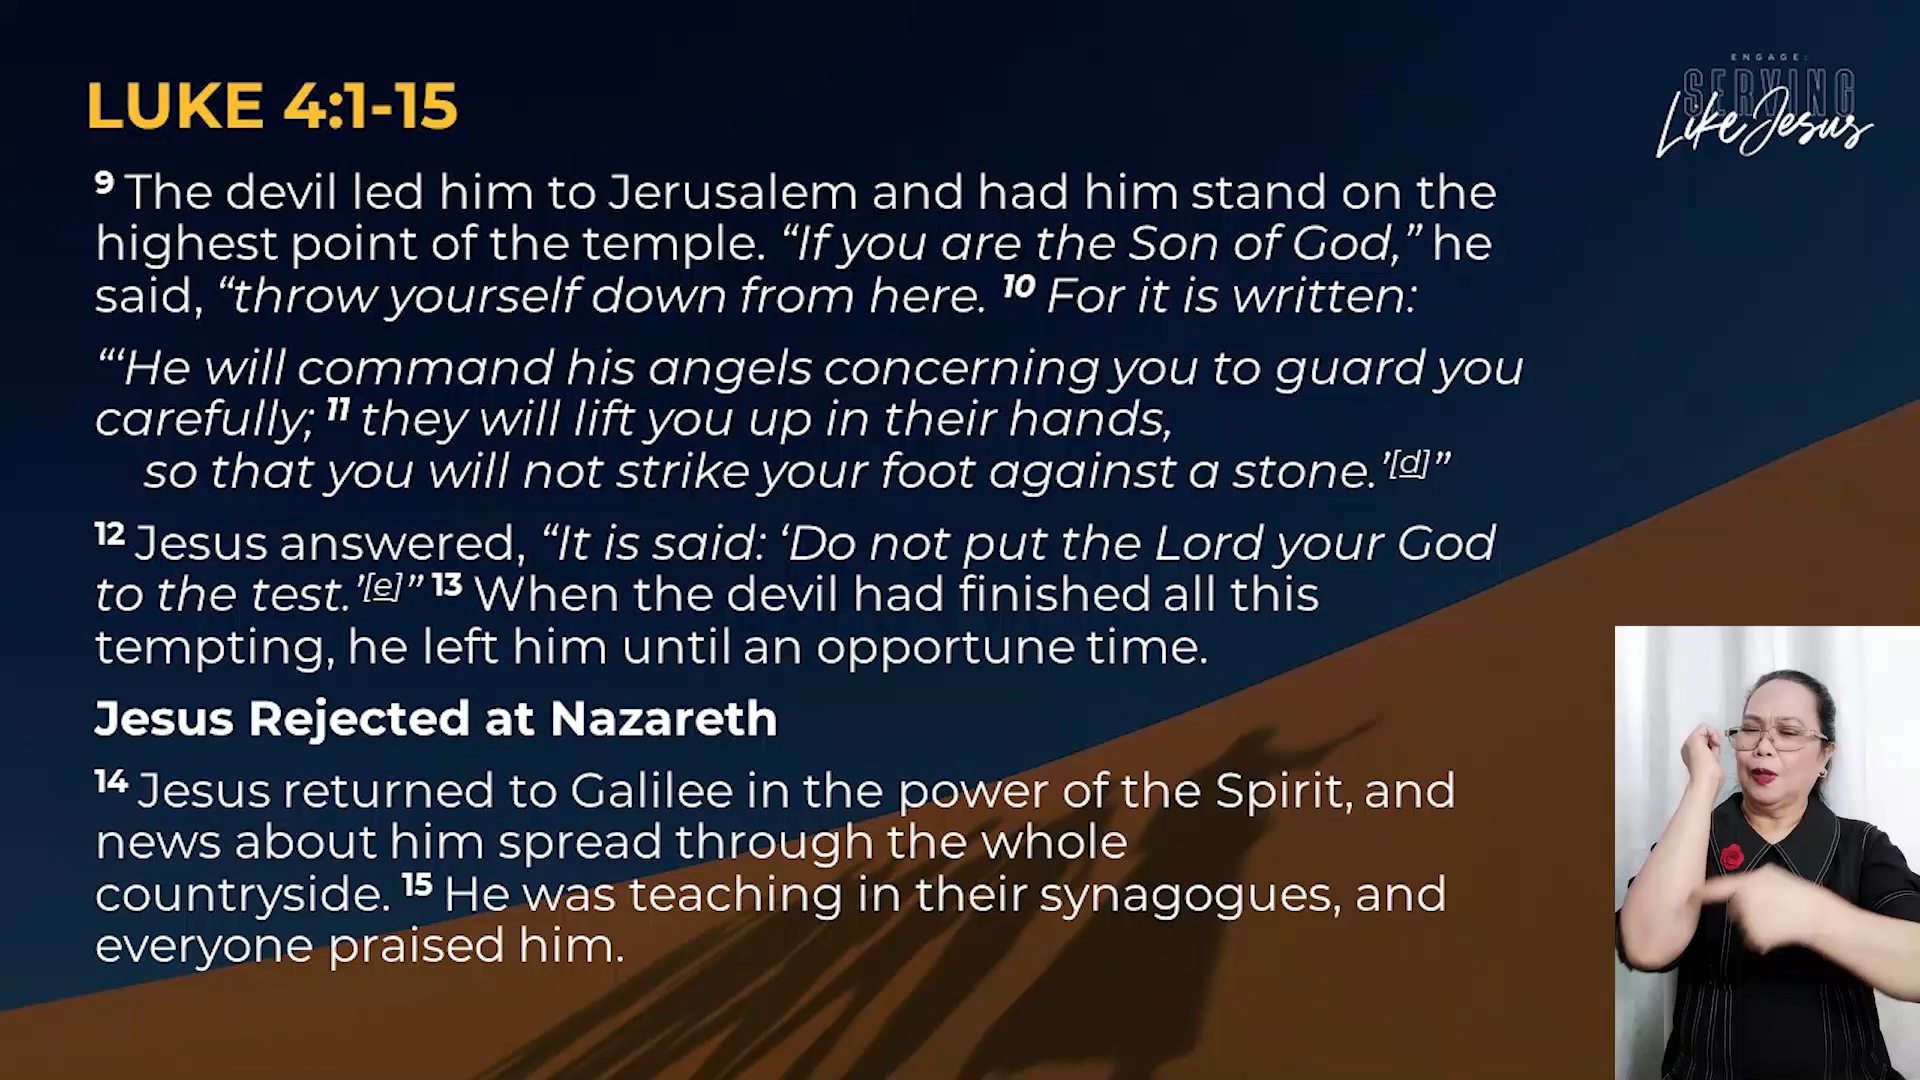 LUKE 4:1-15
ENGAGE:
SERVING
Like Jesus
9 The devil led him to Jerusalem and had him stand on the
highest point of the temple. “If you are the Son of God,” he
said, “throw yourself down from here. 10 For it is written:
“‘He will command his angels concerning you to guard you
carefully; 11 they will lift you up in their hands,
so that you will not strike your foot against a stone.’[d]”
12 Jesus answered, “It is said: ‘Do not put the Lord your God
to the test.’[e]” 13 When the devil had finished all this
tempting, he left him until an opportune time.
Jesus Rejected at Nazareth
14 Jesus returned to Galilee in the power of the Spirit, and
news about him spread through the whole
countryside. 15 He was teaching in their synagogues, and
everyone praised him.